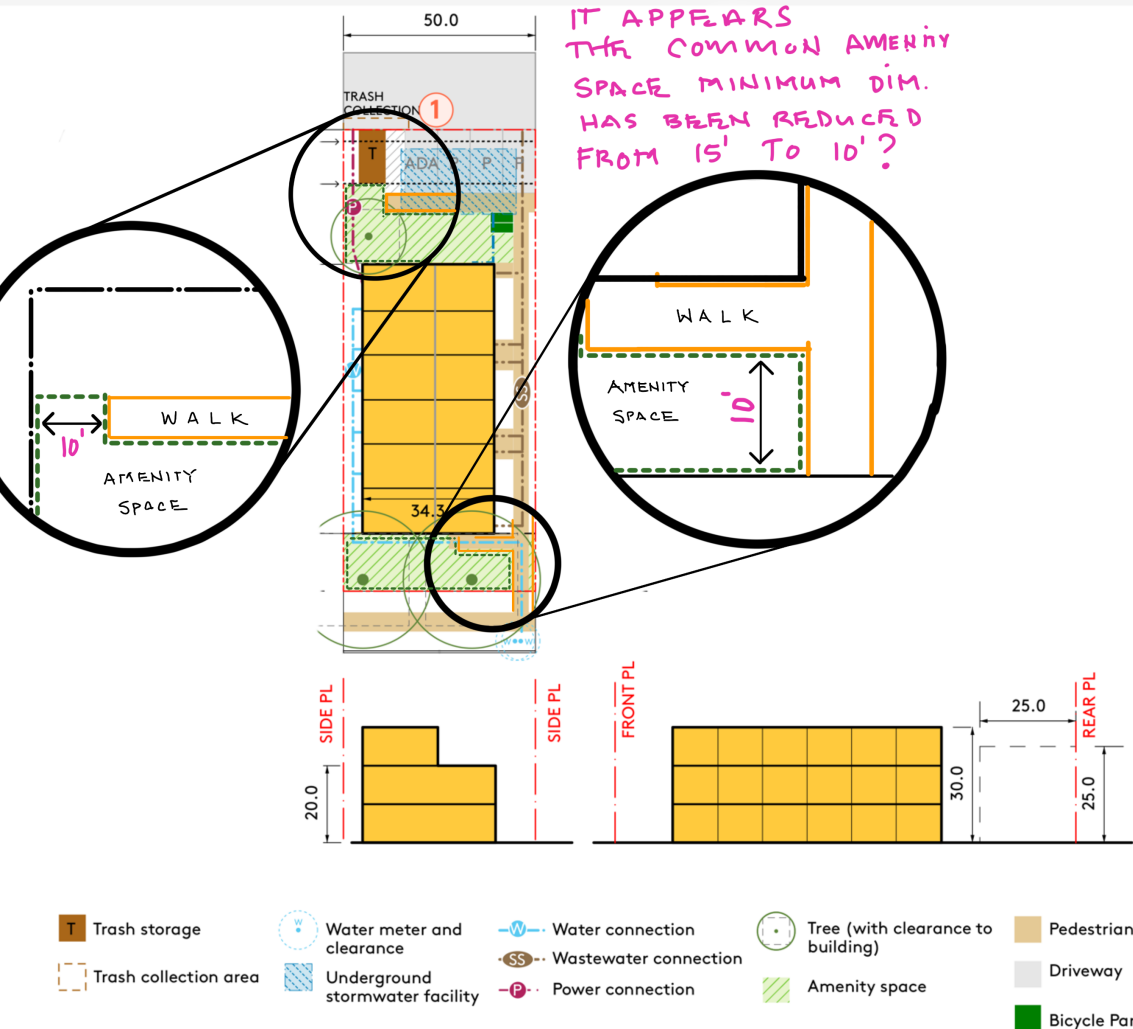 50.0
IT APPEARS
THE COMMON AMENITY
SPACE MINIMUM DIM.
HAS BEEN REDUCED
FROM 15' TO 10'?
TRASH
COLLECTION
1
T
ADA
P
P
P
WALK
10'
AMENITY
SPACE
WALK
AMENITY
SPACE
10'
W
SS
34.3
W W
SIDE PL
SIDE PL
FRONT PL
REAR PL
25.0
20.0
30.0
25.0
T Trash storage
Trash collection area
W Water meter and
clearance
Underground
stormwater facility
W Water connection
SS Wastewater connection
P Power connection
Tree (with clearance to
building)
Amenity space
Pedestrian
Driveway
Bicycle Par